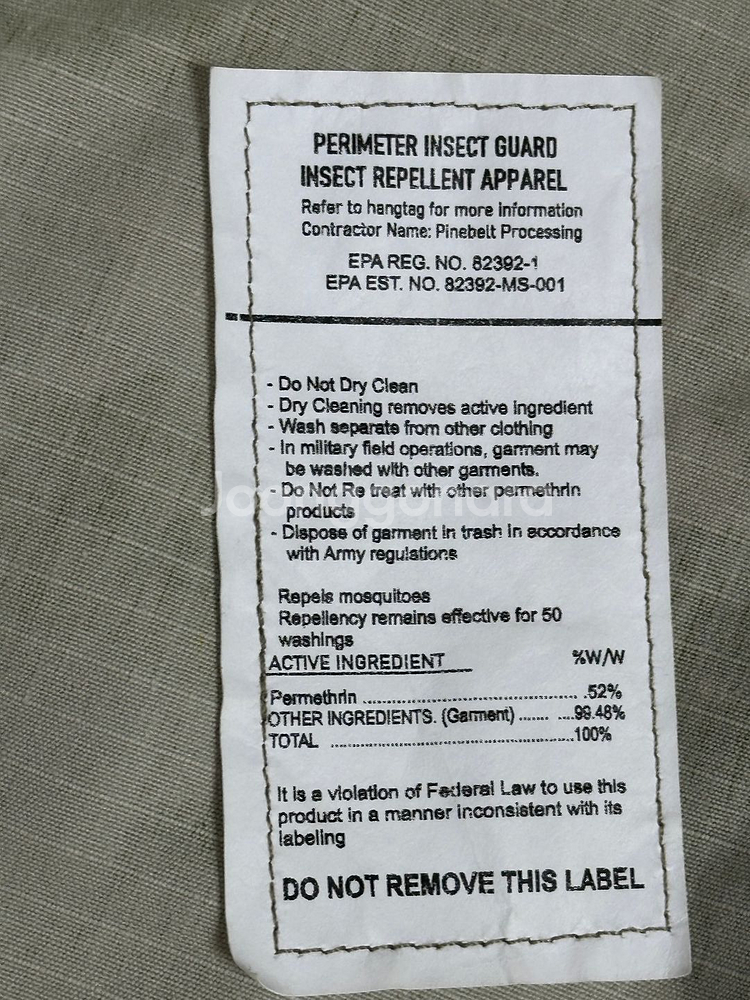 PERIMETER INSECT GUARD
INSECT REPELLENT APPAREL
Refer to hangtag for more information
Contractor Name: Pinebelt Processing
EPA REG. NO. 82392-1
EPA EST. NO. 82392-MS-001
- Do Not Dry Clean
- Dry Cleaning removes active ingredient
- Wash separate from other clothing
- In military field operations, garment may
be washed with other garments.
- Do Not Re treat with other permethrin
products
- Dispose of garment in trash in accordance
with Army regulations
Joonggonara
Repels mosquitoes
Repellency remains effective for 50
washings
ACTIVE INGREDIENT %W/W
Permethrin ........................................ .52%
OTHER INGREDIENTS. (Garment) ....... ....99.48%
TOTAL ..............................................100%
It is a violation of Federal Law to use this
product in a manner inconsistent with its
labeling
DO NOT REMOVE THIS LABEL